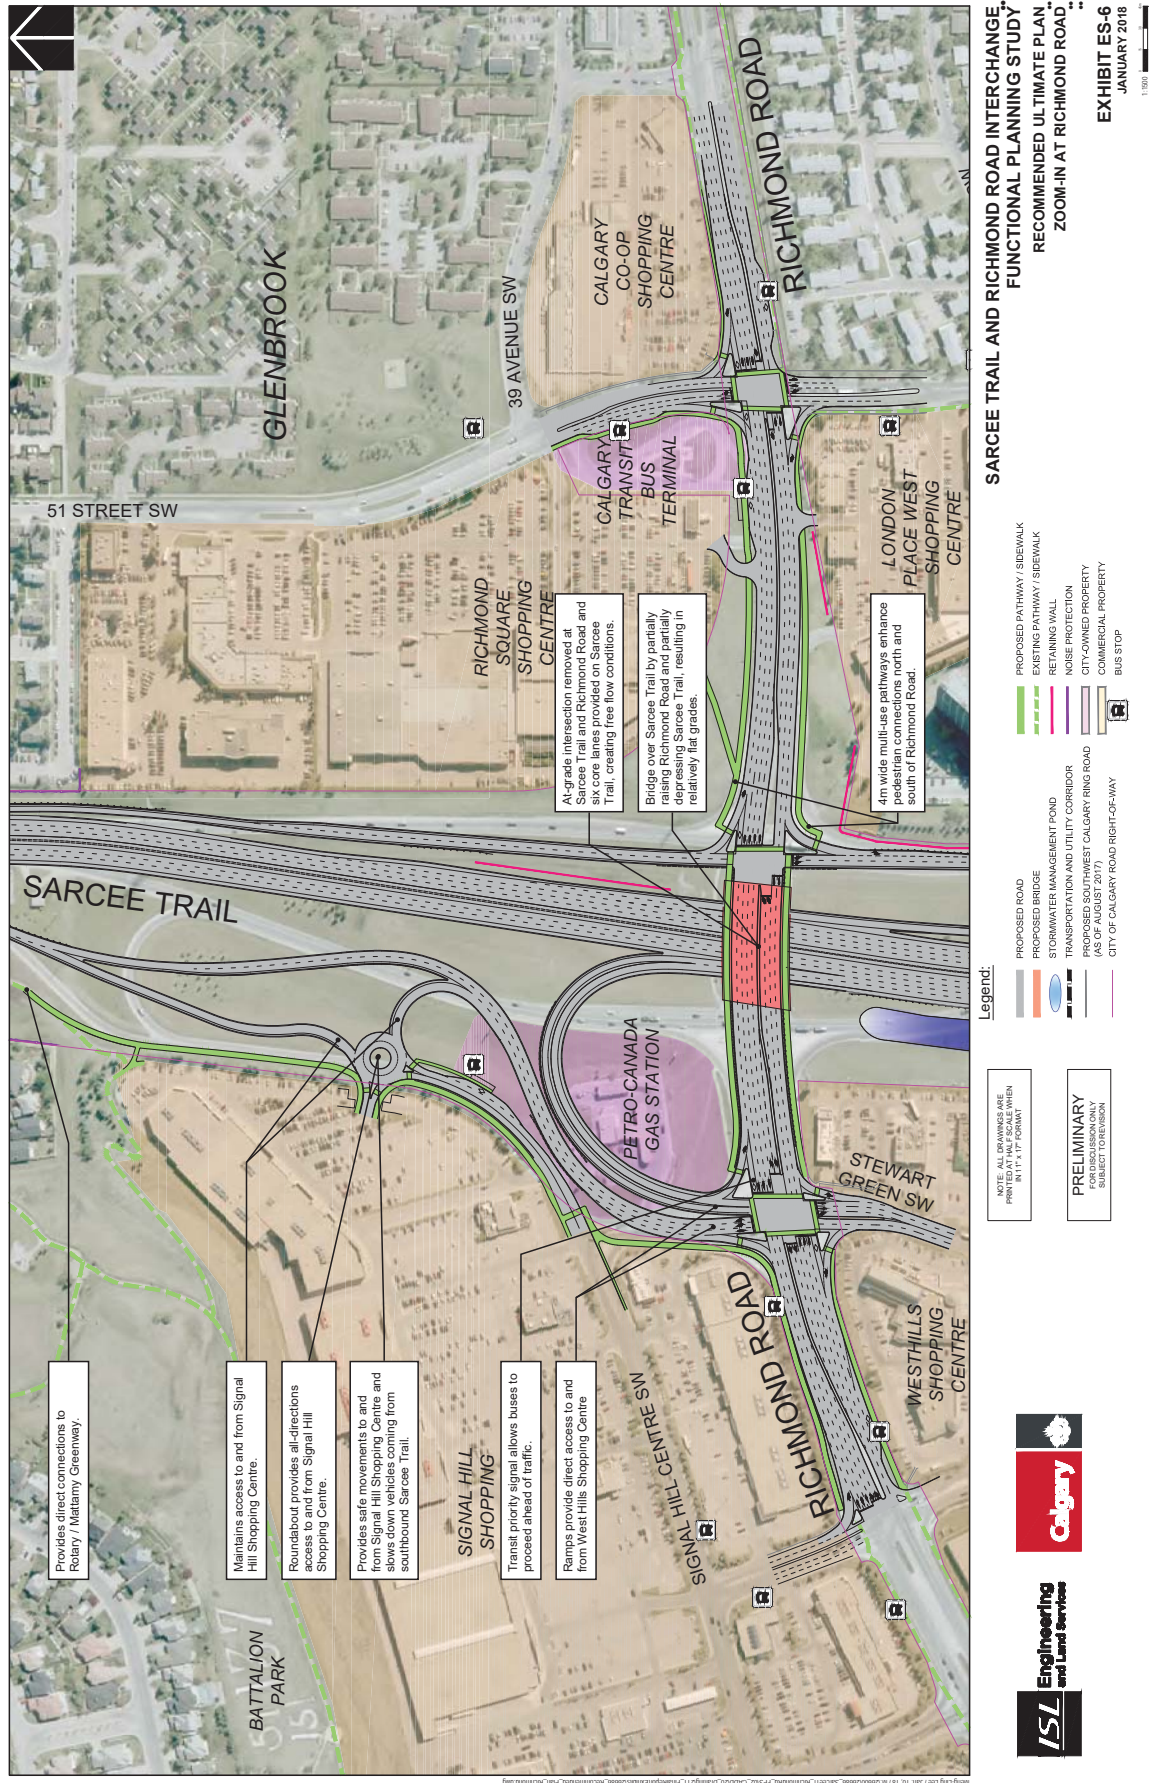 SARCEE TRAIL AND RICHMOND ROAD INTERCHANGE
FUNCTIONAL PLANNING STUDY
RECOMMENDED ULTIMATE PLAN
ZOOM-IN AT RICHMOND ROAD
EXHIBIT ES-6
JANUARY 2018
1:1500
Provides direct connections to
Rotary / Mattamy Greenway.
Maintains access to and from Signal
Hill Shopping Centre.
Roundabout provides all-directions
access to and from Signal Hill
Shopping Centre.
Provides safe movements to and
from Signal Hill Shopping Centre and
slows down vehicles coming from
southbound Sarcee Trail.
Transit priority signal allows buses to
proceed ahead of traffic.
Ramps provide direct access to and
from West Hills Shopping Centre
At-grade intersection removed at
Sarcee Trail and Richmond Road and
six core lanes provided on Sarcee
Trail, creating free flow conditions.
Bridge over Sarcee Trail by partially
raising Richmond Road and partially
depressing Sarcee Trail, resulting in
relatively flat grades.
4m wide multi-use pathways enhance
pedestrian connections north and
south of Richmond Road.
BATTALION
PARK
SARCEE TRAIL
51 STREET SW
GLENBROOK
39 AVENUE SW
SIGNAL HILL
SHOPPING
SIGNAL HILL CENTRE SW
PETRO-CANADA
GAS STATION
RICHMOND
SQUARE
SHOPPING
CENTRE
CALGARY
TRANSIT
BUS
TERMINAL
CALGARY
CO-OP
SHOPPING
CENTRE
RICHMOND ROAD
RICHMOND ROAD
STEWART
GREEN SW
WESTHILLS
SHOPPING
CENTRE
LONDON
PLACE WEST
SHOPPING
CENTRE
Legend:
PROPOSED ROAD
PROPOSED BRIDGE
STORMWATER MANAGEMENT POND
TRANSPORTATION AND UTILITY CORRIDOR
PROPOSED SOUTHWEST CALGARY RING ROAD
(AS OF AUGUST 2017)
CITY OF CALGARY ROAD RIGHT-OF-WAY
PROPOSED PATHWAY / SIDEWALK
EXISTING PATHWAY / SIDEWALK
RETAINING WALL
NOISE PROTECTION
CITY-OWNED PROPERTY
COMMERCIAL PROPERTY
BUS STOP
NOTE: ALL DRAWINGS ARE
PRINTED AT HALF SCALE WHEN
IN 11" x 17" FORMAT
PRELIMINARY
FOR DISCUSSION ONLY
SUBJECT TO REVISION
ISL Engineering
and Land Services
Calgary